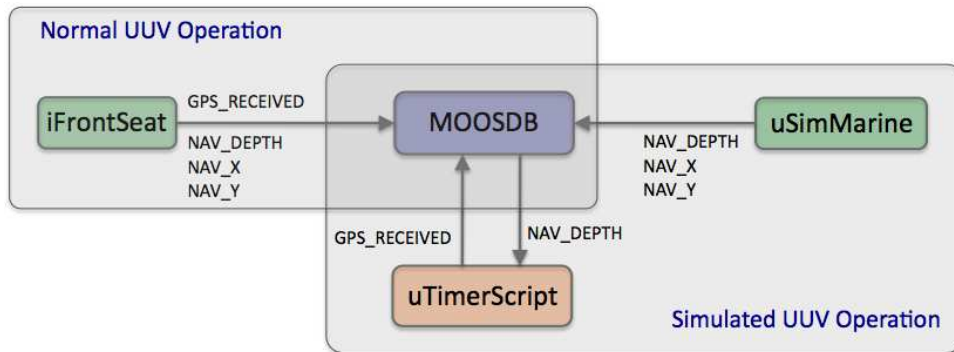 Normal UUV Operation
GPS_RECEIVED
iFrontSeat
MOOSDB
uSimMarine
NAV_DEPTH
NAV_X
NAV_Y
NAV_DEPTH
NAV_X
NAV_Y
GPS_RECEIVED
NAV_DEPTH
uTimerScript
Simulated UUV Operation